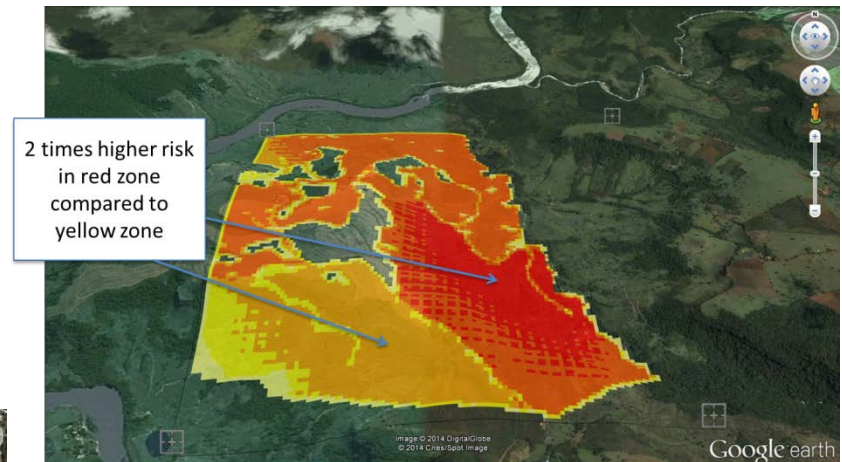 2 times higher risk
in red zone
compared to
yellow zone
N
Image © 2014 DigitalGlobe
© 2014 Cnes/Spot Image
Google earth